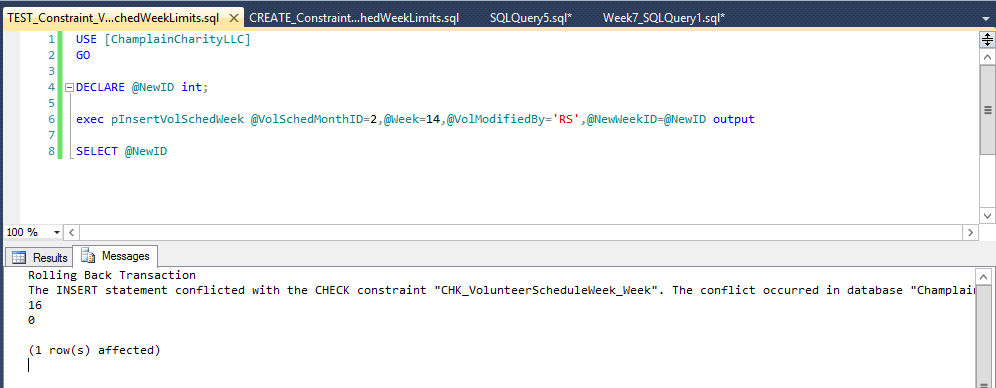 TEST_Constraint_V...chedWeekLimits.sql CREATE_Constraint...hedWeekLimits.sql SQLQuery5.sql* Week7_SQLQuery1.sql*
1 USE [ChamplainCharityLLC]
2 GO
3
4 DECLARE @NewID int;
5
6 exec pInsertVolSchedWeek @VolSchedMonthID=2,@Week=14,@VolModifiedBy='RS',@NewWeekID=@NewID output
7
8 SELECT @NewID
100 %
Results Messages
Rolling Back Transaction
The INSERT statement conflicted with the CHECK constraint "CHK_VolunteerScheduleWeek_Week". The conflict occurred in database "Champlain
16
0
(1 row(s) affected)